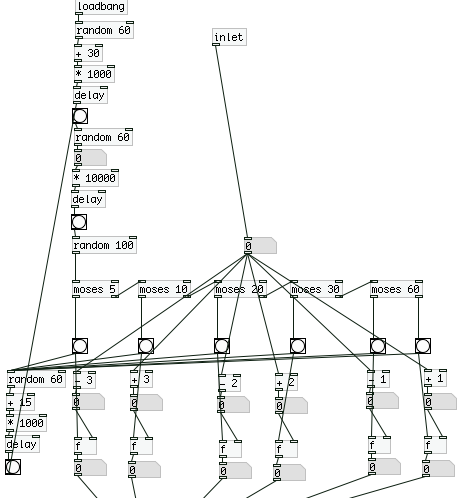 loadbang
random 60
+ 30
* 1000
delay
inlet
random 60
0
* 10000
delay
random 100
0
moses 5 moses 10 moses 20 moses 30 moses 60
random 60 - 3 + 3 - 2 + 2 - 1 + 1
+ 15 0 0 0 0 0 0
* 1000
delay f f f f f f
0 0 0 0 0 0